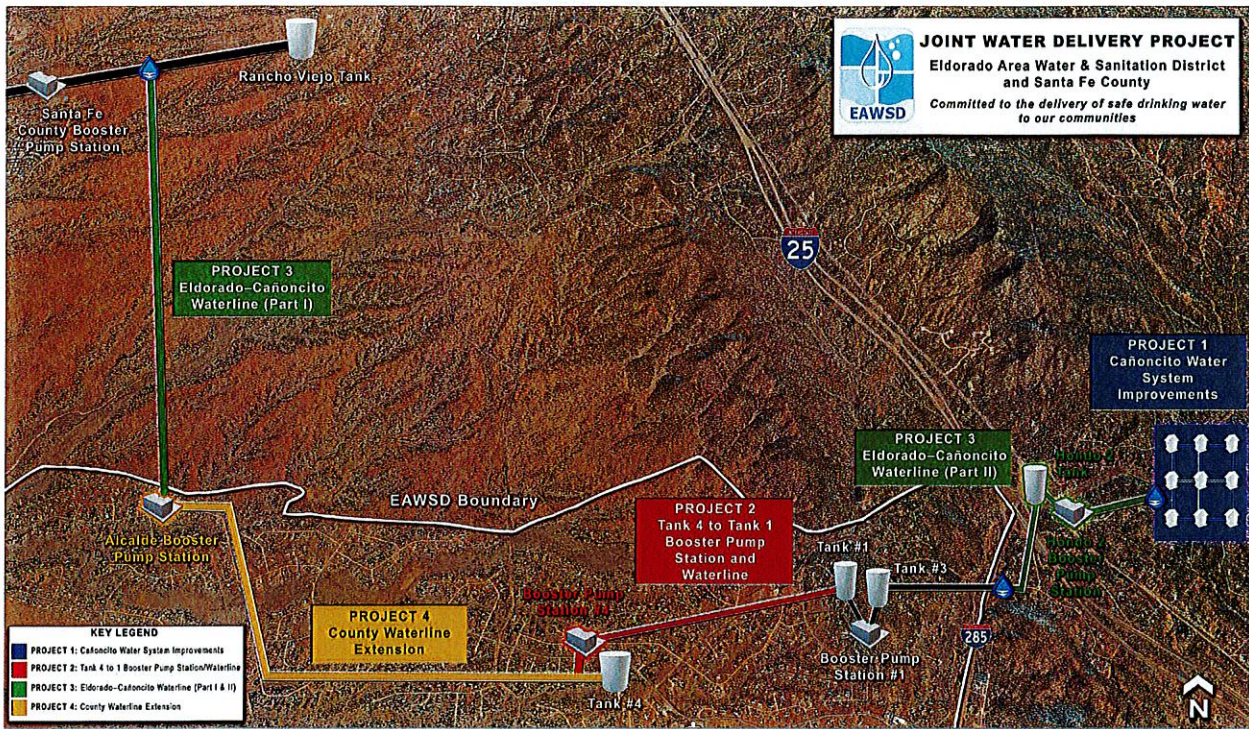 JOINT WATER DELIVERY PROJECT
Eldorado Area Water & Sanitation District
and Santa Fe County
Committed to the delivery of safe drinking water
to our communities
EAWSD
Rancho Viejo Tank
Santa Fe
County Booster
Pump Station
INTERSTATE
25
PROJECT 3
Eldorado–Cañoncito
Waterline (Part I)
PROJECT 1
Cañoncito Water
System
Improvements
PROJECT 3
Eldorado–Cañoncito
Waterline (Part II)
Hondo 2
Tank
EAWSD Boundary
Alcalde Booster
Pump Station
PROJECT 2
Tank 4 to Tank 1
Booster Pump
Station and
Waterline
Tank #1
Tank #3
Hondo 2
Booster
Pump
Station
Booster Pump
Station #4
PROJECT 4
County Waterline
Extension
Booster Pump
Station #1
285
Tank #4
KEY LEGEND
PROJECT 1: Cañoncito Water System Improvements
PROJECT 2: Tank 4 to 1 Booster Pump Station/Waterline
PROJECT 3: Eldorado–Cañoncito Waterline (Part I & II)
PROJECT 4: County Waterline Extension
N